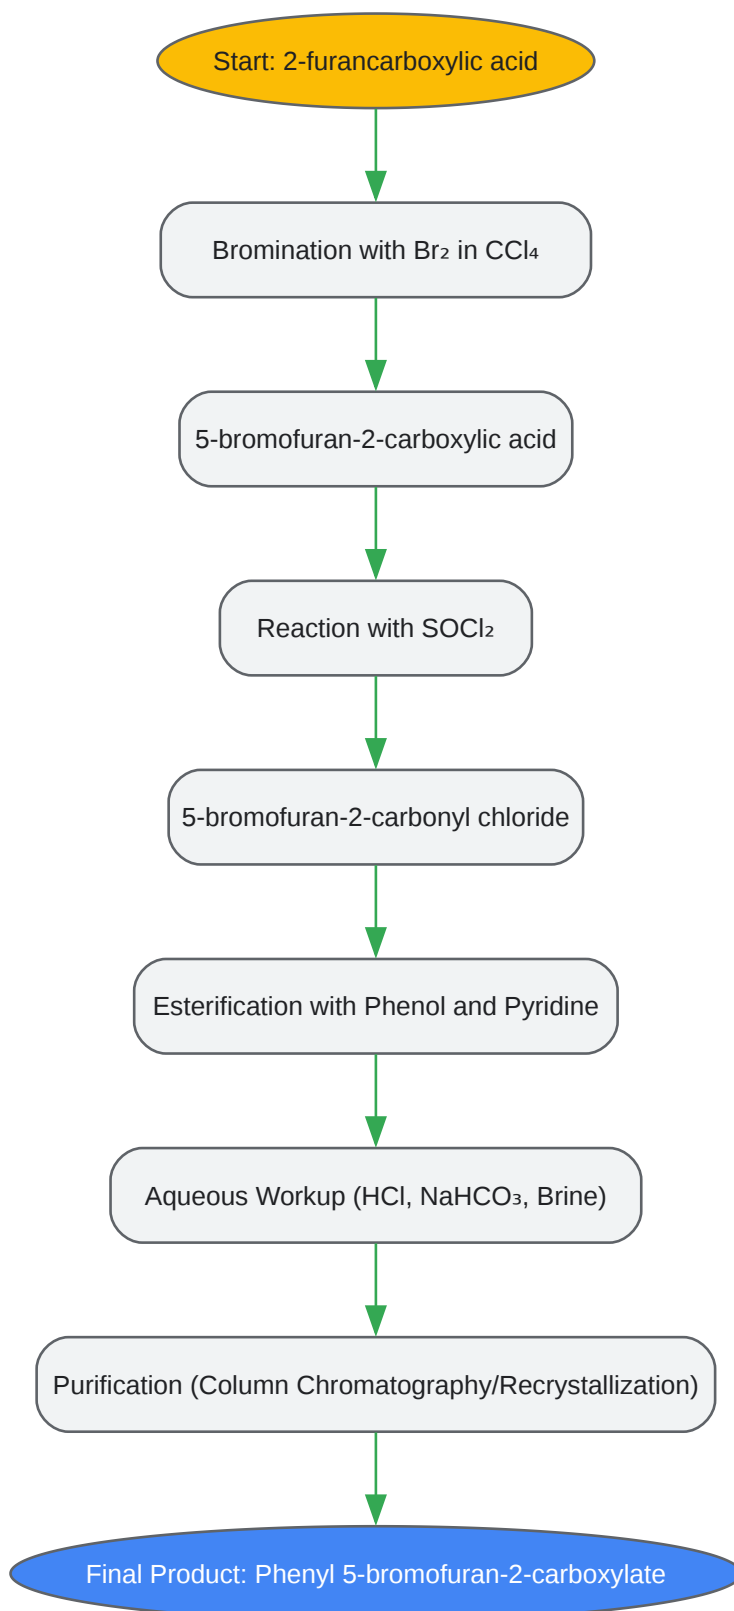 Start: 2-furancarboxylic acid
Bromination with Br₂ in CCl₄
5-bromofuran-2-carboxylic acid
Reaction with SOCl₂
5-bromofuran-2-carbonyl chloride
Esterification with Phenol and Pyridine
Aqueous Workup (HCl, NaHCO₃, Brine)
Purification (Column Chromatography/Recrystallization)
Final Product: Phenyl 5-bromofuran-2-carboxylate